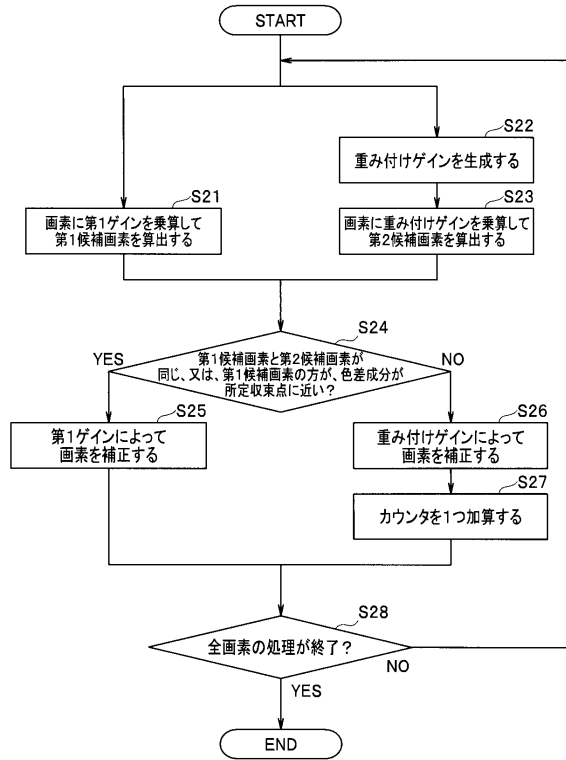 START
S22
重み付けゲインを生成する
S21
画素に第1ゲインを乗算して
第1候補画素を算出する
S23
画素に重み付けゲインを乗算して
第2候補画素を算出する
S24
第1候補画素と第2候補画素が
同じ、又は、第1候補画素の方が、色差成分が
所定収束点に近い?
YES
NO
S25
第1ゲインによって
画素を補正する
S26
重み付けゲインによって
画素を補正する
S27
カウンタを1つ加算する
S28
全画素の処理が終了?
NO
YES
END